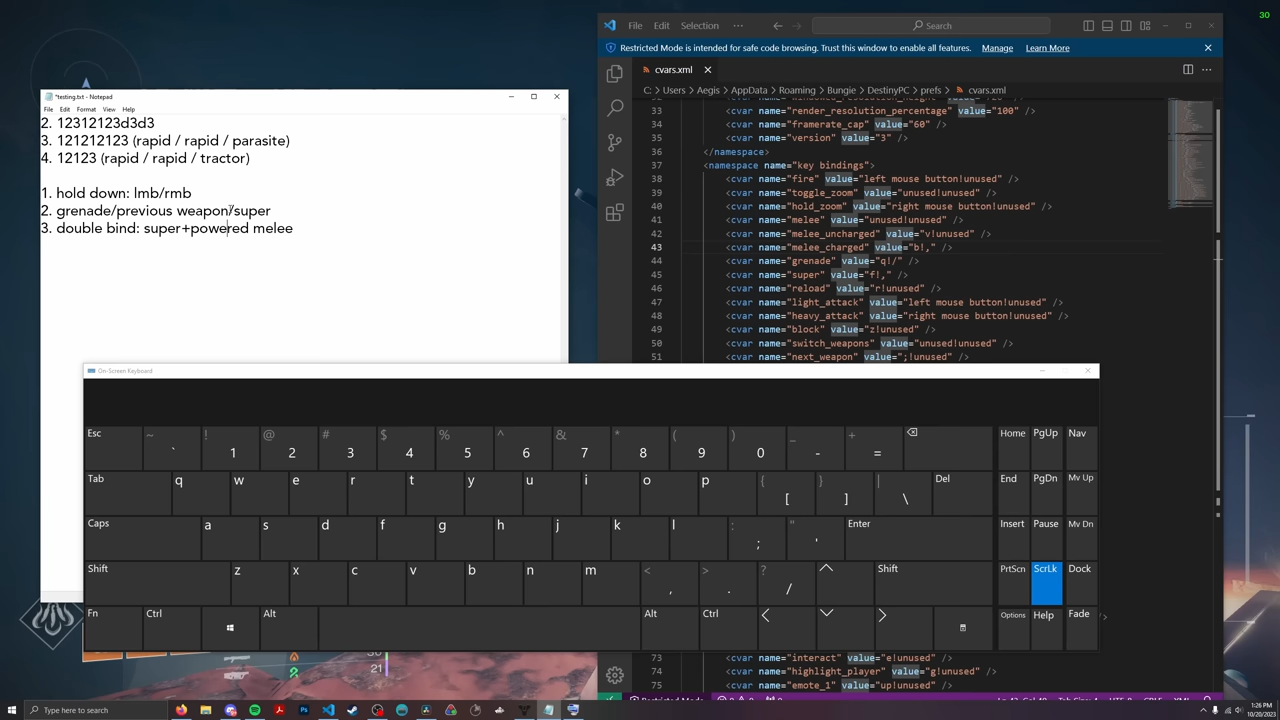 30
*testing.txt - Notepad
File Edit Format View Help
2. 12312123d3d3
3. 121212123 (rapid / rapid / parasite)
4. 12123 (rapid / rapid / tractor)
1. hold down: lmb/rmb
2. grenade/previous weapon/super
3. double bind: super+powered melee
File Edit Selection ··· Search
Restricted Mode is intended for safe code browsing. Trust this window to enable all features. Manage Learn More
cvars.xml
C: > Users > Aegis > AppData > Roaming > Bungie > DestinyPC > prefs > cvars.xml
33 <cvar name="render_resolution_percentage" value="100" />
34 <cvar name="framerate_cap" value="60" />
35 <cvar name="version" value="3" />
36 </namespace>
37 <namespace name="key bindings">
38 <cvar name="fire" value="left mouse button!unused" />
39 <cvar name="toggle_zoom" value="unused!unused" />
40 <cvar name="hold_zoom" value="right mouse button!unused" />
41 <cvar name="melee" value="unused!unused" />
42 <cvar name="melee_uncharged" value="v!unused" />
43 <cvar name="melee_charged" value="b!," />
44 <cvar name="grenade" value="q!/" />
45 <cvar name="super" value="f!," />
46 <cvar name="reload" value="r!unused" />
47 <cvar name="light_attack" value="left mouse button!unused" />
48 <cvar name="heavy_attack" value="right mouse button!unused" />
49 <cvar name="block" value="z!unused" />
50 <cvar name="switch_weapons" value="unused!unused" />
51 <cvar name="next_weapon" value=";!unused" />
On-Screen Keyboard
Esc ~ ` ! 1 @ 2 # 3 $ 4 % 5 ^ 6 & 7 * 8 ( 9 ) 0 _ - + = Home PgUp Nav
Tab q w e r t y u i o p { [ } ] | \ Del End PgDn Mv Up
Caps a s d f g h j k l : ; " ' Enter Insert Pause Mv Dn
Shift z x c v b n m < , > . ? / Shift PrtScn ScrLk Dock
Fn Ctrl Alt Alt Ctrl Options Help Fade
21
73 <cvar name="interact" value="e!unused" />
74 <cvar name="highlight_player" value="g!unused" />
75 <cvar name="emote_1" value="up!unused" />
Type here to search
1:26 PM
10/20/2023